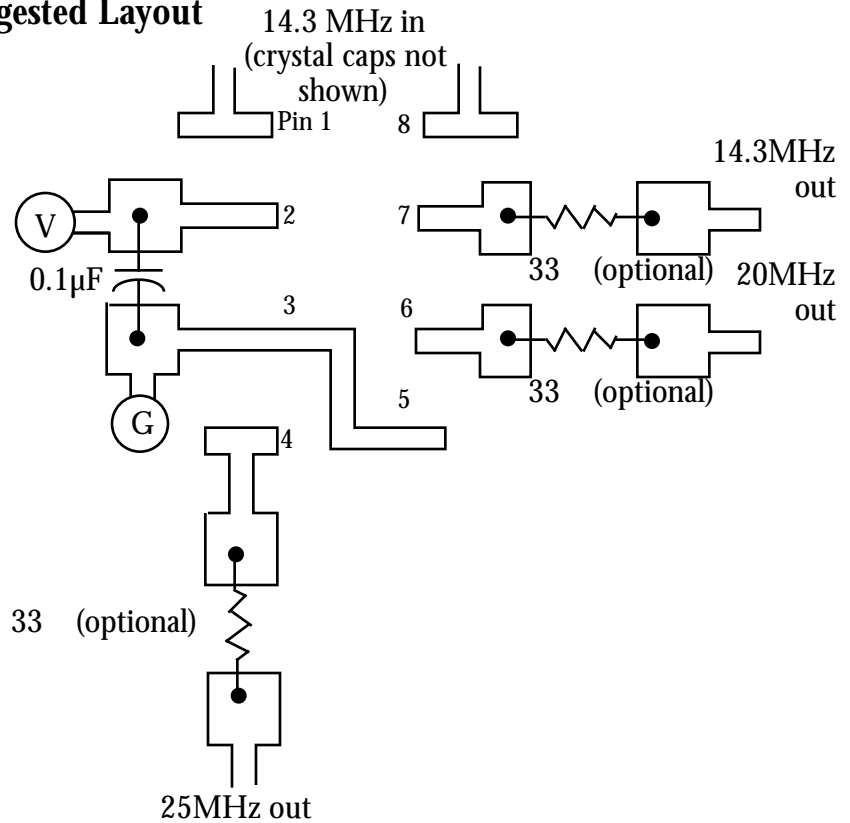 gested Layout
14.3 MHz in
(crystal caps not
shown)
Pin 1
8
14.3MHz
out
V
2
7
33 (optional)
0.1µF
20MHz
out
3
6
33 (optional)
5
G
4
33 (optional)
25MHz out